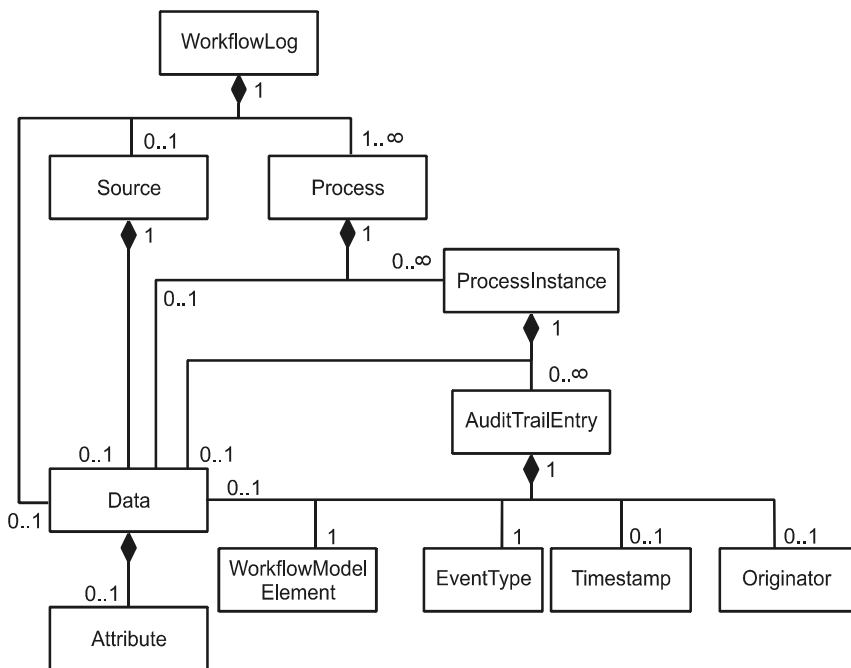 WorkflowLog
1
0..1
1..∞
Source
Process
1
1
0..∞
ProcessInstance
0..1
1
0..∞
AuditTrailEntry
0..1
0..1
1
Data
0..1
0..1
1
1
0..1
0..1
WorkflowModel
Element
EventType
Timestamp
Originator
0..1
Attribute